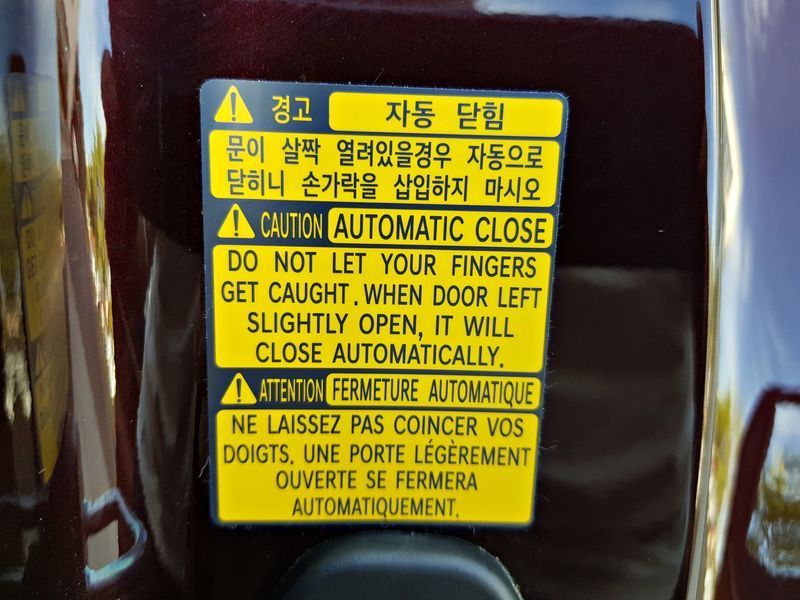 경고 자동 닫힘
문이 살짝 열려있을경우 자동으로
닫히니 손가락을 삽입하지 마시오
CAUTION AUTOMATIC CLOSE
DO NOT LET YOUR FINGERS
GET CAUGHT. WHEN DOOR LEFT
SLIGHTLY OPEN, IT WILL
CLOSE AUTOMATICALLY.
ATTENTION FERMETURE AUTOMATIQUE
NE LAISSEZ PAS COINCER VOS
DOIGTS. UNE PORTE LÉGÈREMENT
OUVERTE SE FERMERA
AUTOMATIQUEMENT.